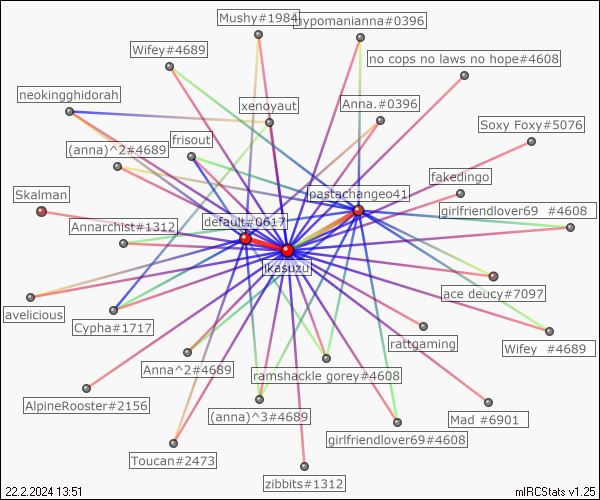 Mushy#1984
hypomanianna#0396
Wifey#4689
no cops no laws no hope#4608
neokingghidorah
xenoyaut
Anna.#0396
Soxy Foxy#5076
frisout
(anna)^2#4689
fakedingo
Skalman
pastachangeo41
girlfriendlover69 #4608
default#0617
Annarchist#1312
jkasuzu
ace deucy#7097
avelicious
Cypha#1717
rattgaming
Wifey #4689
Anna^2#4689
ramshackle gorey#4608
AlpineRooster#2156
(anna)^3#4689
Mad #6901
girlfriendlover69#4608
Toucan#2473
zibbits#1312
22.2.2024 13:51
mIRCStats v1.25